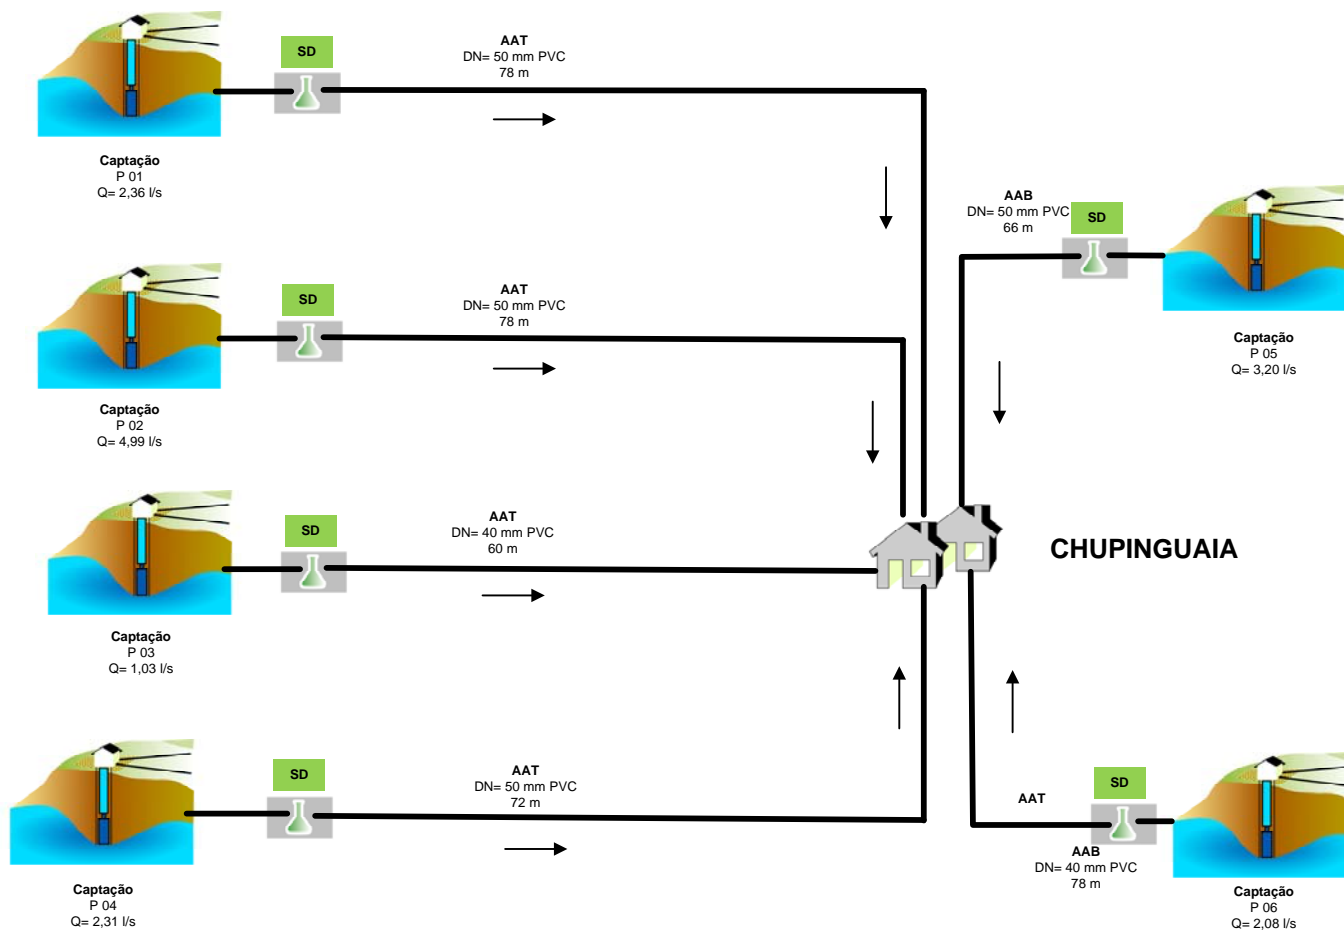 SD
AAT
DN= 50 mm PVC
78 m
Captação
P 01
Q= 2,36 l/s
AAB
DN= 50 mm PVC
66 m
SD
Captação
P 05
Q= 3,20 l/s
SD
AAT
DN= 50 mm PVC
78 m
Captação
P 02
Q= 4,99 l/s
SD
AAT
DN= 40 mm PVC
60 m
CHUPINGUAIA
Captação
P 03
Q= 1,03 l/s
SD
AAT
DN= 50 mm PVC
72 m
Captação
P 04
Q= 2,31 l/s
SD
AAT
AAB
DN= 40 mm PVC
78 m
Captação
P 06
Q= 2,08 l/s